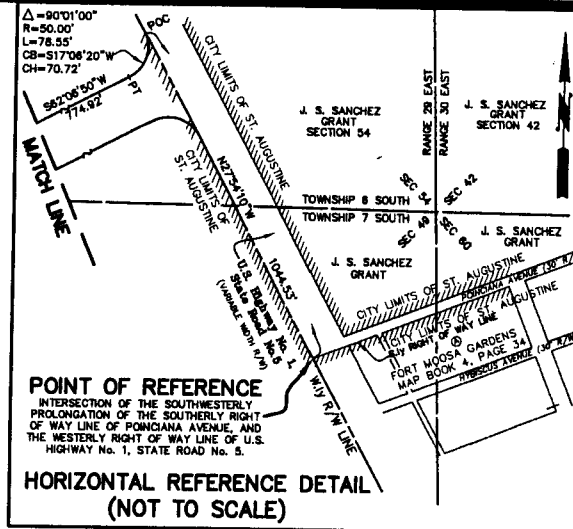 Δ=90°01'00"
R=50.00'
L=78.55'
CB=S17°06'20"W
CH=70.72'
POC
S62°06'50"W
774.92'
PT
MATCH LINE
CITY LIMITS OF ST. AUGUSTINE
N27°54'10"W
CITY LIMITS OF
ST. AUGUSTINE
1044.53'
U.S. Highway No. 1,
State Road No.5
(VARIABLE WIDTH R/W)
J. S. SANCHEZ
GRANT
SECTION 54
RANGE 29 EAST
RANGE 30 EAST
J. S. SANCHEZ
GRANT
SECTION 42
N
SEC 54
SEC 42
TOWNSHIP 6 SOUTH
TOWNSHIP 7 SOUTH
SEC 49
SEC 60
J. S. SANCHEZ
GRANT
J. S. SANCHEZ
GRANT
CITY LIMITS OF ST. AUGUSTINE
POINCIANA AVENUE (30' R/
CITY LIMITS OF ST. AUGUSTINE
RIGHT OF WAY LINE
A
FORT MOOSA GARDENS
MAP BOOK 4, PAGE 34
HYBISCUS AVENUE (30' R/W
W'ly R/W LINE
POINT OF REFERENCE
INTERSECTION OF THE SOUTHWESTERLY
PROLONGATION OF THE SOUTHERLY RIGHT
OF WAY LINE OF POINCIANA AVENUE, AND
THE WESTERLY RIGHT OF WAY LINE OF U.S.
HIGHWAY No. 1, STATE ROAD No. 5.
HORIZONTAL REFERENCE DETAIL
(NOT TO SCALE)